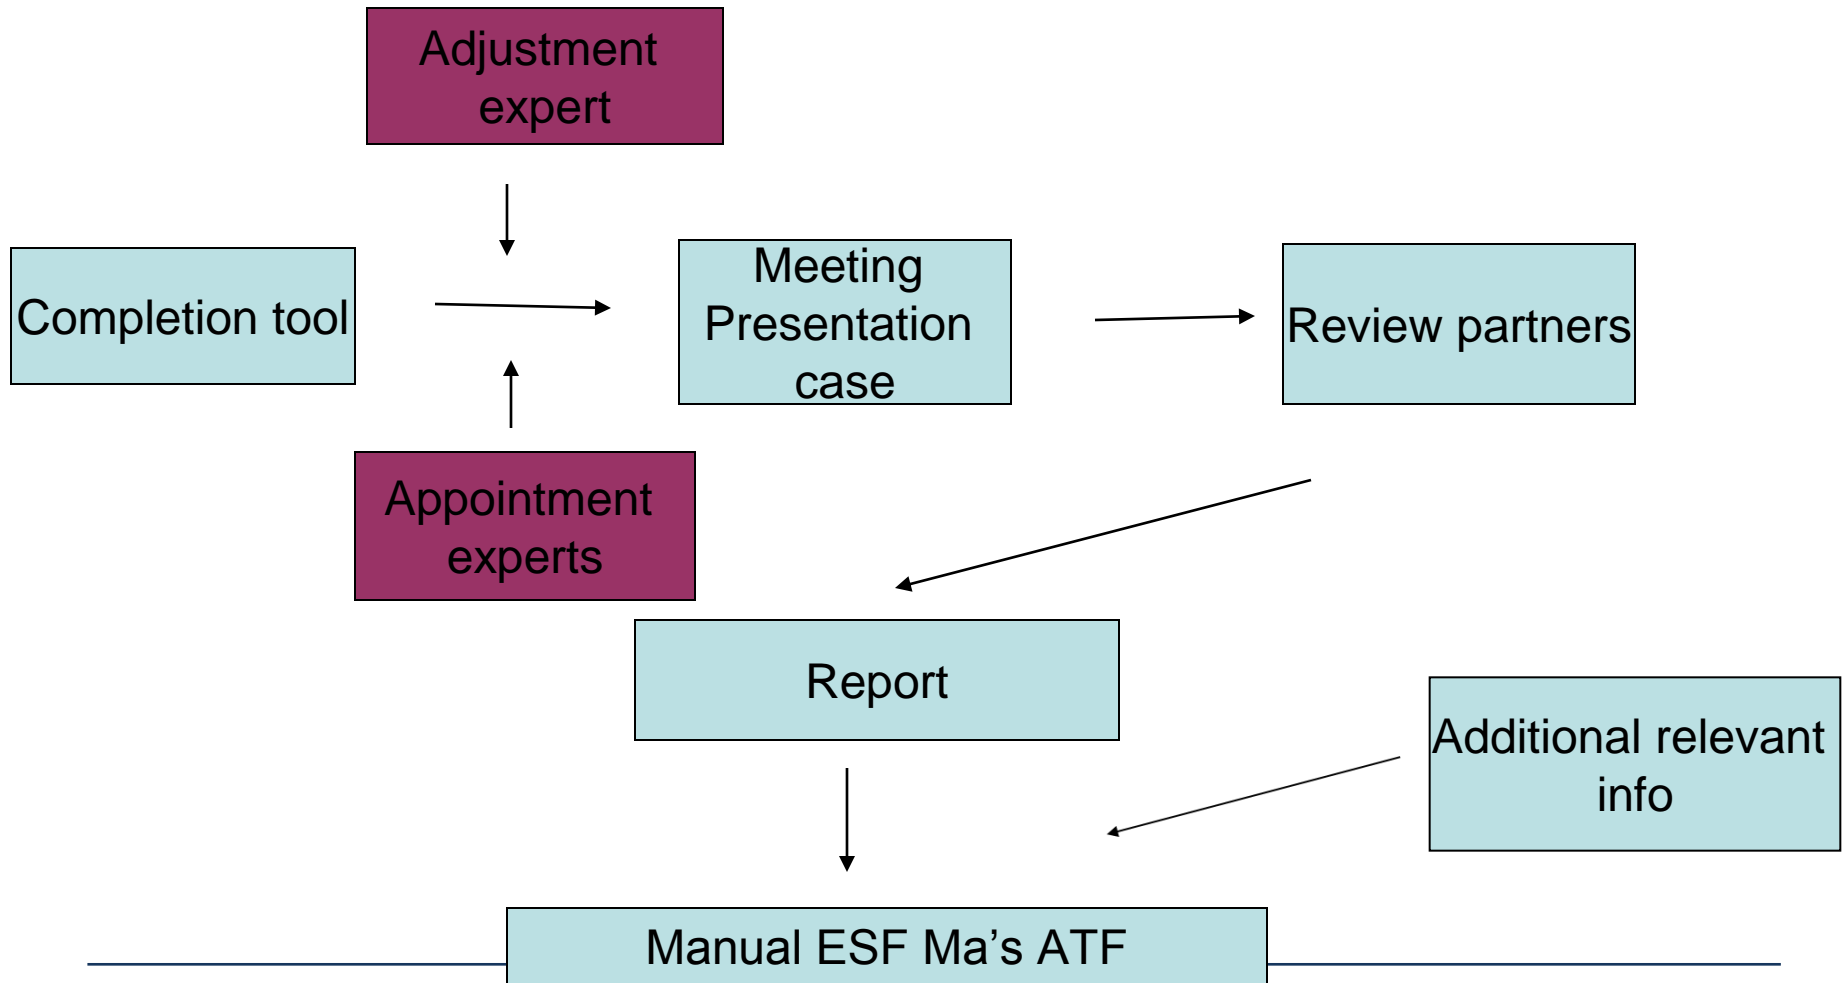 Adjustment
expert
Completion tool
Meeting
Presentation
case
Review partners
Appointment
experts
Report
Additional relevant
info
Manual ESF Ma’s ATF